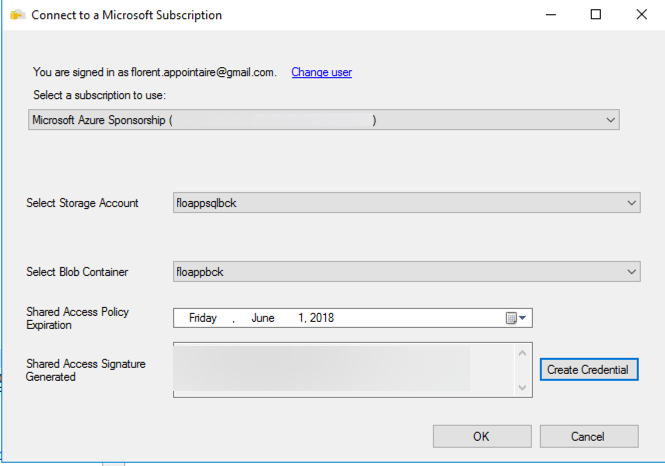 Connect to a Microsoft Subscription
You are signed in as florent.appointaire@gmail.com. Change user
Select a subscription to use:
Microsoft Azure Sponsorship ( )
Select Storage Account floappsqlbck
Select Blob Container floappbck
Shared Access Policy
Expiration
Friday , June 1, 2018
Shared Access Signature
Generated
Create Credential
OK Cancel